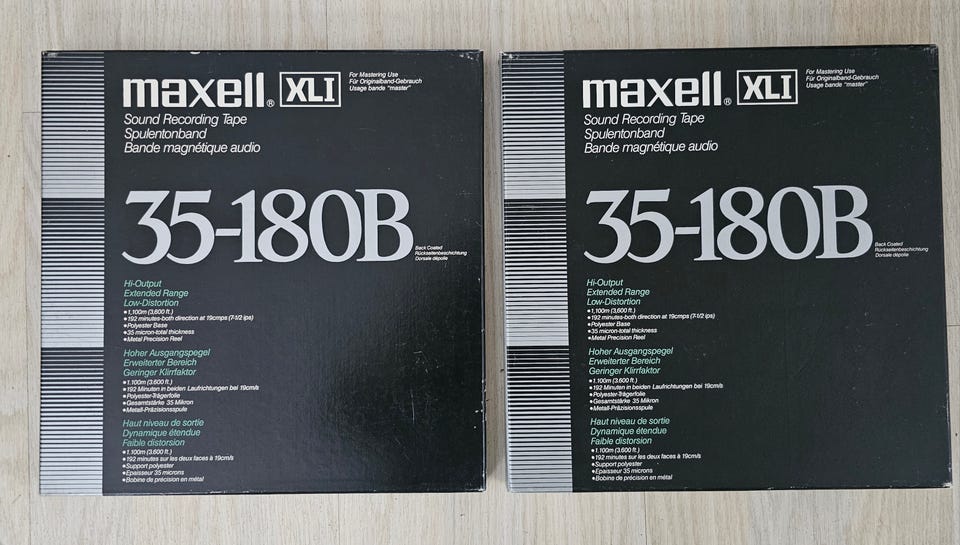 maxell® XLI
For Mastering Use
Für Originalband-Gebrauch
Usage bande "master"
Sound Recording Tape
Spulentonband
Bande magnétique audio
35-180B
Back Coated
Rückseitenbeschichtung
Dorsale dépolie
Hi-Output
Extended Range
Low-Distortion
•1,100m (3,600 ft.)
•192 minutes-both direction at 19cmps (7-1/2 ips)
•Polyester Base
•35 micron-total thickness
•Metal Precision Reel
Hoher Ausgangspegel
Erweiterter Bereich
Geringer Klirrfaktor
•1.100m (3.600 ft.)
•192 Minuten in beiden Laufrichtungen bei 19cm/s
•Polyester-Trägerfolie
•Gesamtstärke 35 Mikron
•Metall-Präzisionsspule
Haut niveau de sortie
Dynamique étendue
Faible distorsion
•1.100m (3.600 ft.)
•192 minutes sur les deux faces à 19cm/s
•Support polyester
•Epaisseur 35 microns
•Bobine de précision en métal
maxell® XLI
For Mastering Use
Für Originalband-Gebrauch
Usage bande "master"
Sound Recording Tape
Spulentonband
Bande magnétique audio
35-180B
Back Coated
Rückseitenbeschichtung
Dorsale dépolie
Hi-Output
Extended Range
Low-Distortion
•1,100m (3,600 ft.)
•192 minutes-both direction at 19cmps (7-1/2 ips)
•Polyester Base
•35 micron-total thickness
•Metal Precision Reel
Hoher Ausgangspegel
Erweiterter Bereich
Geringer Klirrfaktor
•1.100m (3.600 ft.)
•192 Minuten in beiden Laufrichtungen bei 19cm/s
•Polyester-Trägerfolie
•Gesamtstärke 35 Mikron
•Metall-Präzisionsspule
Haut niveau de sortie
Dynamique étendue
Faible distorsion
•1.100m (3.600 ft.)
•192 minutes sur les deux faces à 19cm/s
•Support polyester
•Epaisseur 35 microns
•Bobine de précision en métal